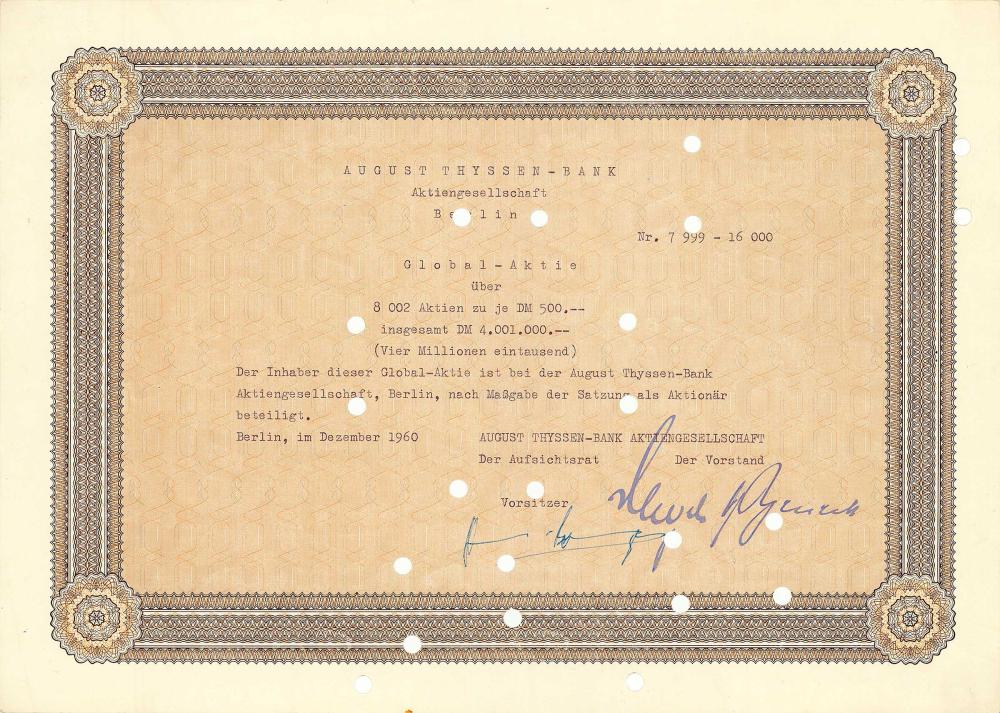 AUGUST THYSSEN-BANK
Aktiengesellschaft
Berlin
Nr. 7 999 - 16 000
Global-Aktie
über
8 002 Aktien zu je DM 500.--
insgesamt DM 4.001.000.--
(Vier Millionen eintausend)
Der Inhaber dieser Global-Aktie ist bei der August Thyssen-Bank
Aktiengesellschaft, Berlin, nach Maßgabe der Satzung als Aktionär
beteiligt.
Berlin, im Dezember 1960 AUGUST THYSSEN-BANK AKTIENGESELLSCHAFT
Der Aufsichtsrat Der Vorstand
Vorsitzer